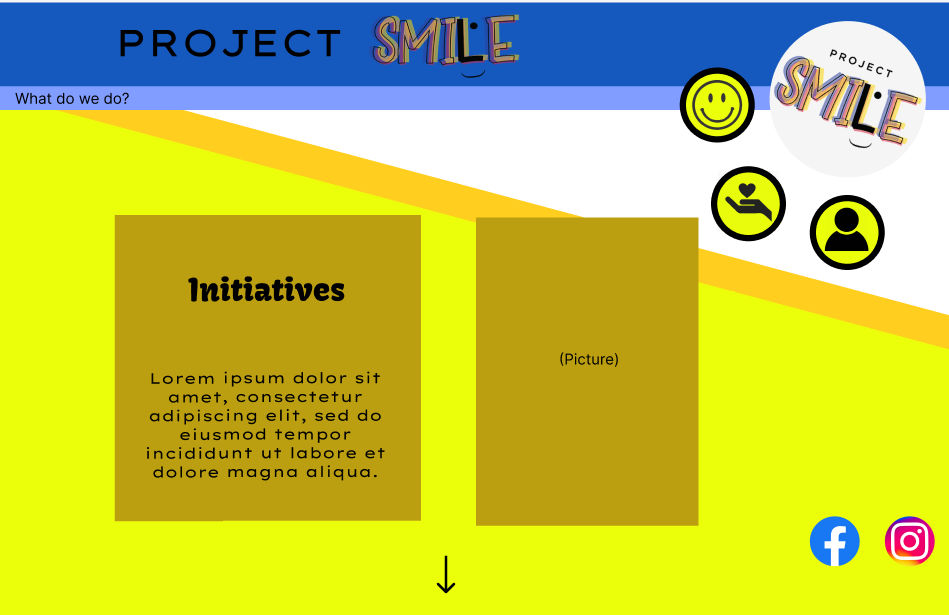 PROJECT SMILE
PROJECT
SMILE
What do we do?
Initiatives
(Picture)
Lorem ipsum dolor sit
amet, consectetur
adipiscing elit, sed do
eiusmod tempor
incididunt ut labore et
dolore magna aliqua.